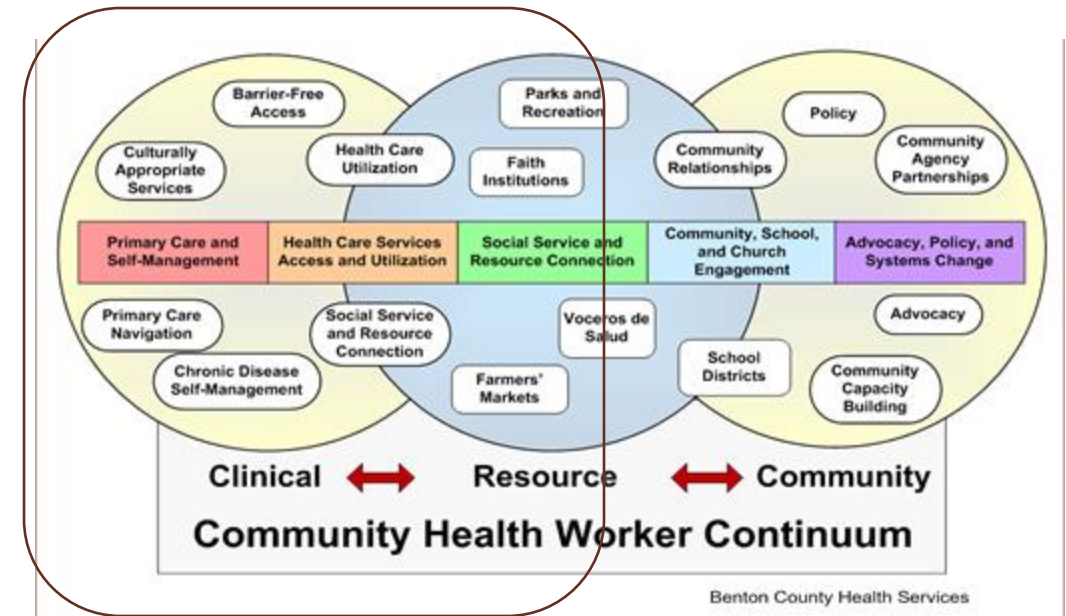 Barrier-Free
Access
Parks and
Recreation
Policy
Culturally
Appropriate
Services
Health Care
Utilization
Faith
Institutions
Community
Relationships
Community
Agency
Partnerships
Primary Care and
Self-Management
Health Care Services
Access and Utilization
Social Service and
Resource Connection
Community, School,
and Church
Engagement
Advocacy, Policy, and
Systems Change
Primary Care
Navigation
Social Service
and Resource
Connection
Voceros de
Salud
Advocacy
Chronic Disease
Self-Management
Farmers'
Markets
School
Districts
Community
Capacity
Building
Clinical
Resource
Community
Community Health Worker Continuum
Benton County Health Services